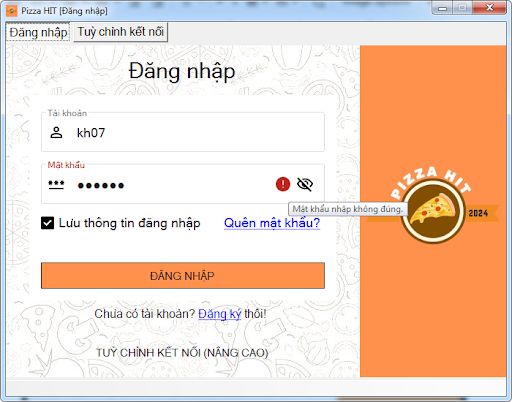 Pizza HIT [Đăng nhập]
Đăng nhập Tuỳ chỉnh kết nối
Đăng nhập
Tài khoản
kh07
Mật khẩu
••••••
Mật khẩu nhập không đúng.
Lưu thông tin đăng nhập Quên mật khẩu?
ĐĂNG NHẬP
Chưa có tài khoản? Đăng ký thôi!
TUỲ CHỈNH KẾT NỐI (NÂNG CAO)
PIZZA HIT
2024